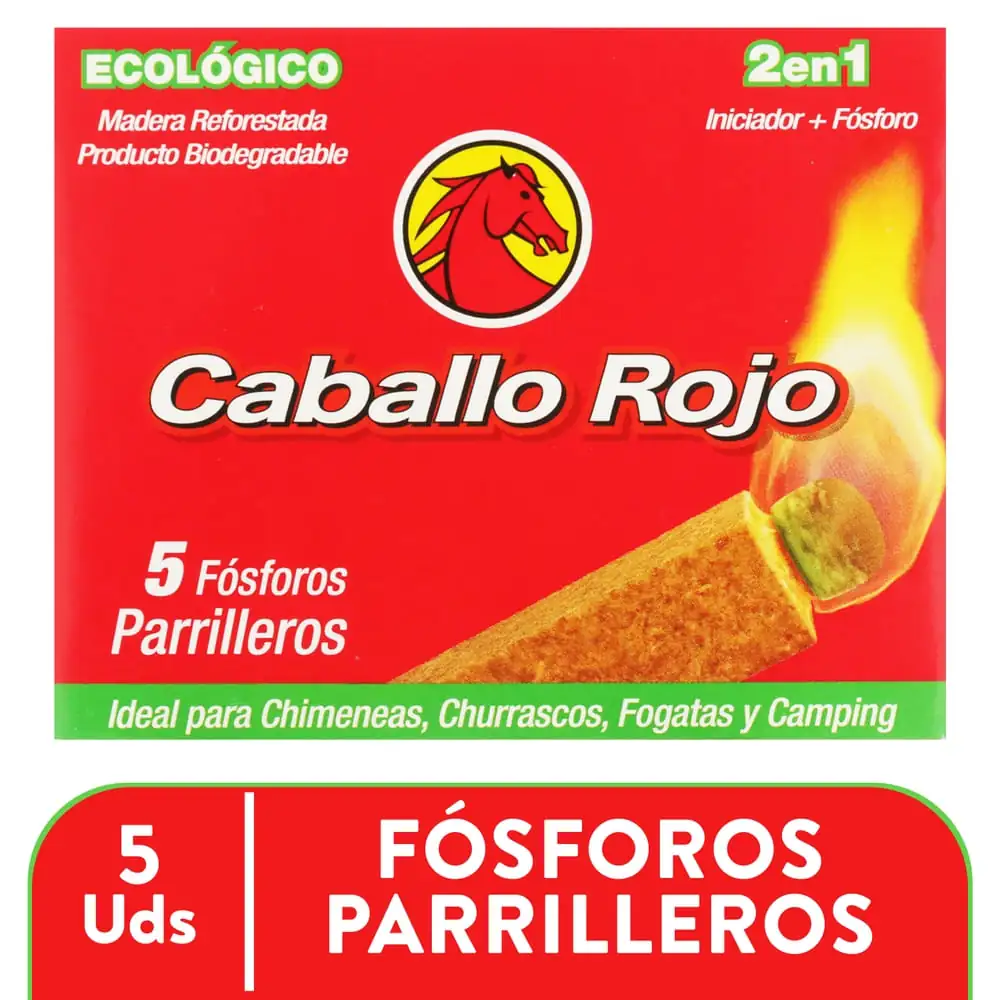 ECOLÓGICO
Madera Reforestada
Producto Biodegradable
2en1
Iniciador + Fósforo
Caballo Rojo
5 Fósforos
Parrilleros
Ideal para Chimeneas, Churrascos, Fogatas y Camping
5
Uds
FÓSFOROS
PARRILLEROS